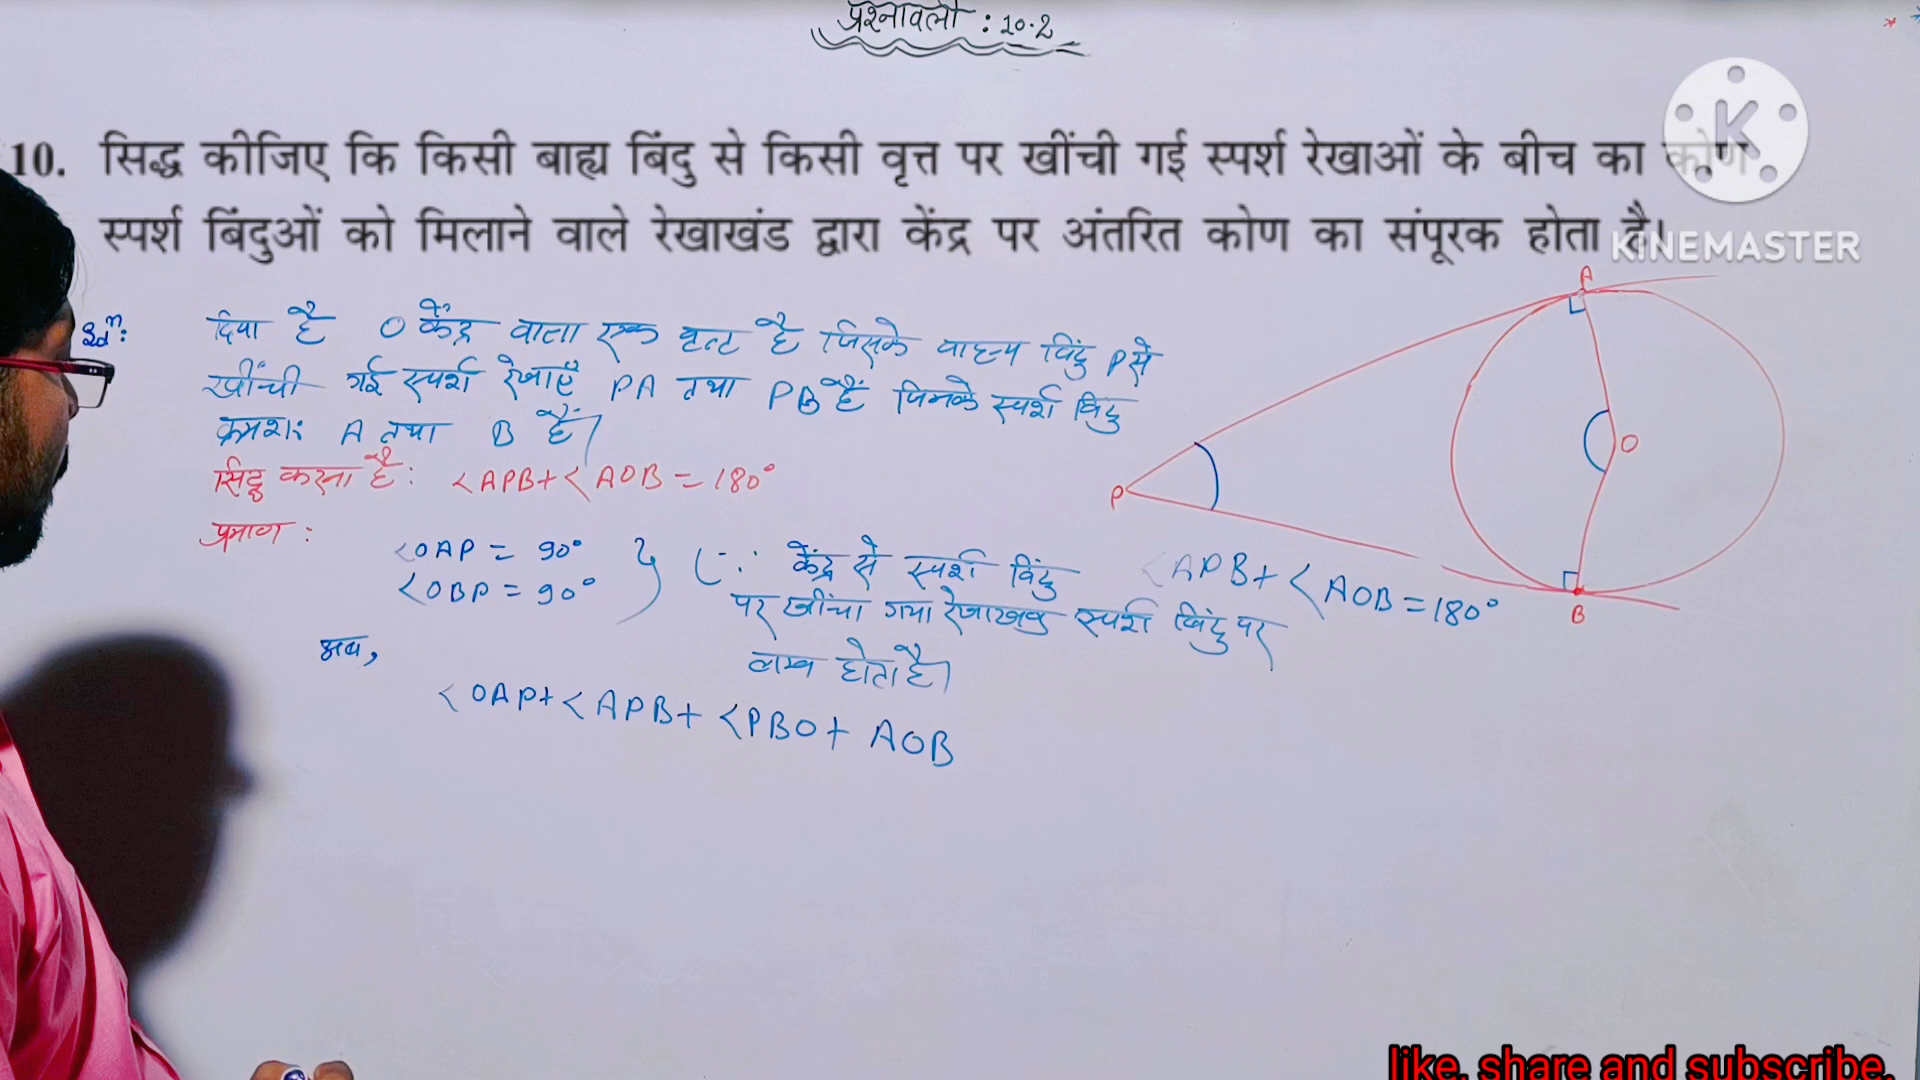 प्रश्नावली : 10.2
10. सिद्ध कीजिए कि किसी बाह्य बिंदु से किसी वृत्त पर खींची गई स्पर्श रेखाओं के बीच का कोण
स्पर्श बिंदुओं को मिलाने वाले रेखाखंड द्वारा केंद्र पर अंतरित कोण का संपूरक होता है।
K
KINEMASTER
Solⁿ: दिया है O केंद्र वाला एक वृत्त है जिसके वाह्य बिंदु P से
खींची गई स्पर्श रेखाएँ PA तथा PB हैं जिनके स्पर्श बिंदु
क्रमश: A तथा B हैं।
सिद्ध करना है: <APB+<AOB = 180°
प्रमाण :
<OAP = 90°
<OBP = 90°
} (∵ केंद्र से स्पर्श बिंदु
पर खींचा गया रेखाखण्ड स्पर्श बिंदु पर
लम्ब होता है।
<APB+<AOB=180°
अब,
<OAP+<APB+<PBO+AOB
A
O
P
B
like, share and subscribe.